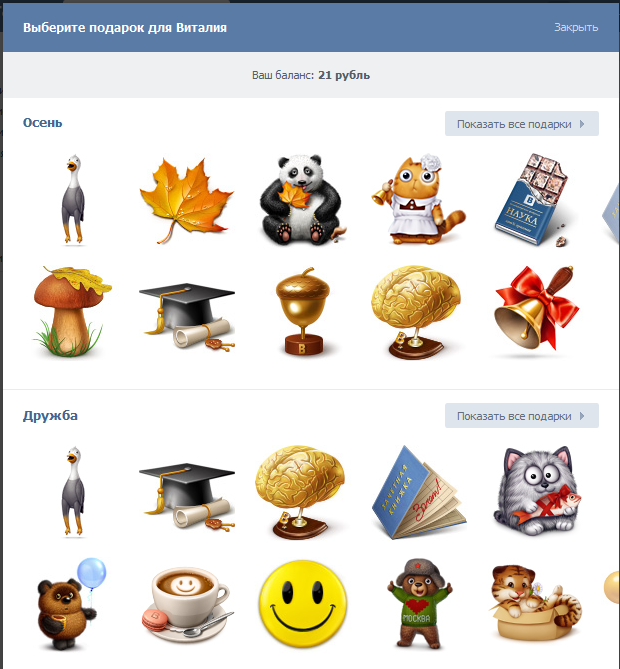 Выберите подарок для Виталия
Закрыть
Ваш баланс: 21 рубль
Осень
Показать все подарки
В
НАУКА
В
В
Дружба
Показать все подарки
В
ЗАЧЕТНАЯ
КНИЖКА
Зачет!
МОСКВА